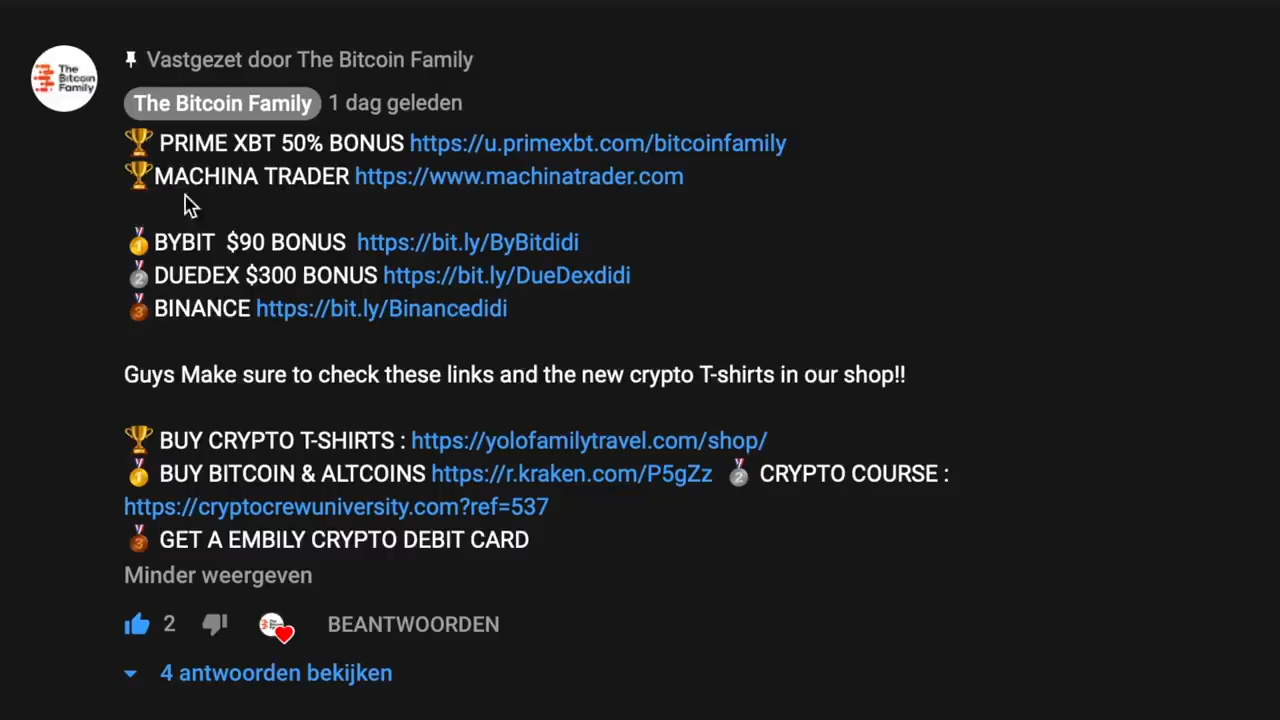 The
Bitcoin
Family
Vastgezet door The Bitcoin Family
The Bitcoin Family 1 dag geleden
🏆 PRIME XBT 50% BONUS https://u.primexbt.com/bitcoinfamily
🏆MACHINA TRADER https://www.machinatrader.com
🥇BYBIT $90 BONUS https://bit.ly/ByBitdidi
🥈DUEDEX $300 BONUS https://bit.ly/DueDexdidi
🥉BINANCE https://bit.ly/Binancedidi
Guys Make sure to check these links and the new crypto T-shirts in our shop!!
🏆 BUY CRYPTO T-SHIRTS : https://yolofamilytravel.com/shop/
🥇 BUY BITCOIN & ALTCOINS https://r.kraken.com/P5gZz 🥈 CRYPTO COURSE :
https://cryptocrewuniversity.com?ref=537
🥉 GET A EMBILY CRYPTO DEBIT CARD
Minder weergeven
2 BEANTWOORDEN
4 antwoorden bekijken